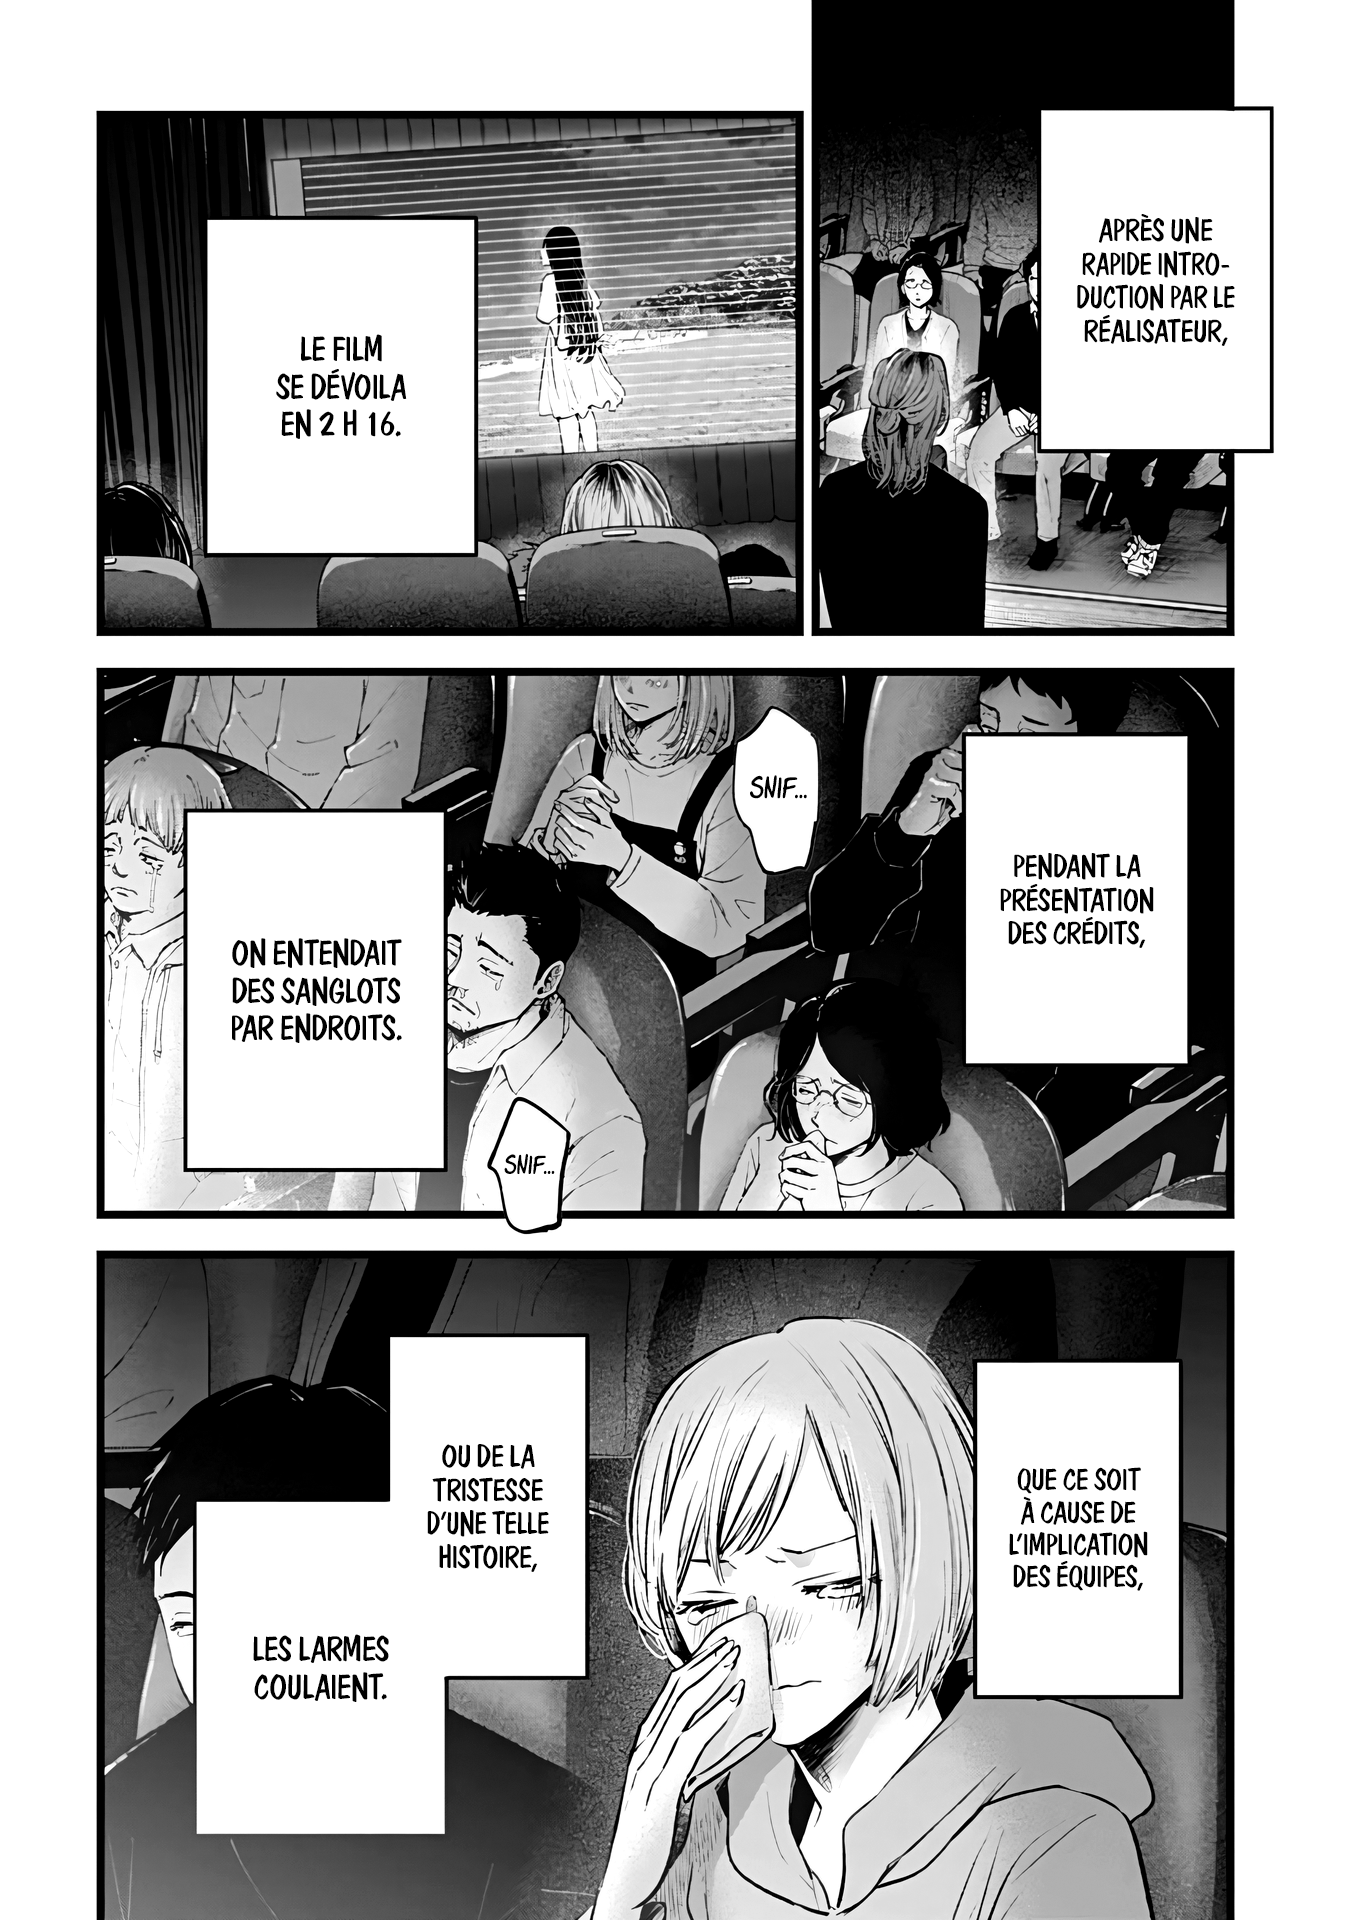 APRÈS UNE
RAPIDE INTRO-
DUCTION PAR LE
RÉALISATEUR,
LE FILM
SE DÉVOILA
EN 2 H 16.
SNIF...
PENDANT LA
PRÉSENTATION
DES CRÉDITS,
ON ENTENDAIT
DES SANGLOTS
PAR ENDROITS.
SNIF...
QUE CE SOIT
À CAUSE DE
L'IMPLICATION
DES ÉQUIPES,
OU DE LA
TRISTESSE
D'UNE TELLE
HISTOIRE,
LES LARMES
COULAIENT.